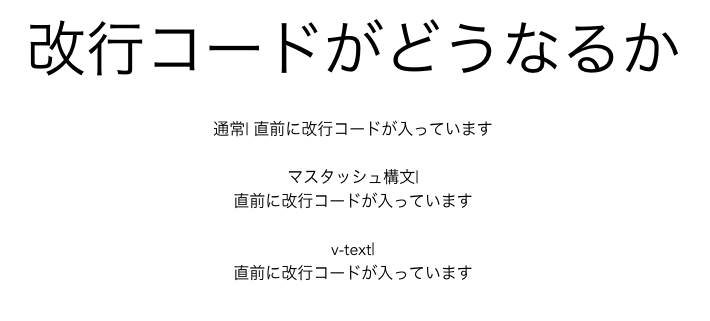 改行コードがどうなるか
通常| 直前に改行コードが入っています
マスタッシュ構文|
直前に改行コードが入っています
v-text|
直前に改行コードが入っています